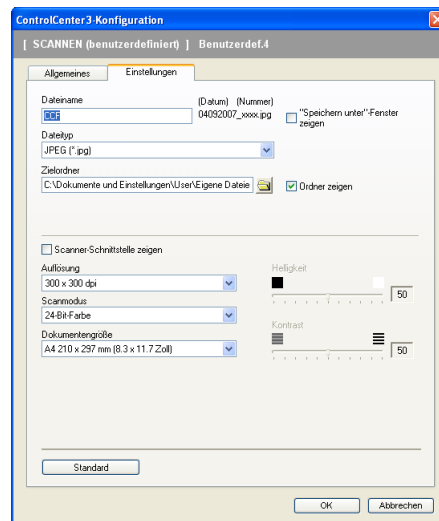 ControlCenter3-Konfiguration
[ SCANNEN (benutzerdefiniert) ] Benutzerdef.4
Allgemeines Einstellungen
Dateiname (Datum) (Nummer)
CCF 04092007_xxxx.jpg "Speichern unter"-Fenster zeigen
Dateityp
JPEG (*.jpg)
Zielordner
C:\Dokumente und Einstellungen\User\Eigene Dateie Ordner zeigen
Scanner-Schnittstelle zeigen
Auflösung Helligkeit
300 x 300 dpi 50
Scanmodus
24-Bit-Farbe Kontrast
Dokumentengröße
A4 210 x 297 mm (8.3 x 11.7 Zoll) 50
Standard
OK Abbrechen